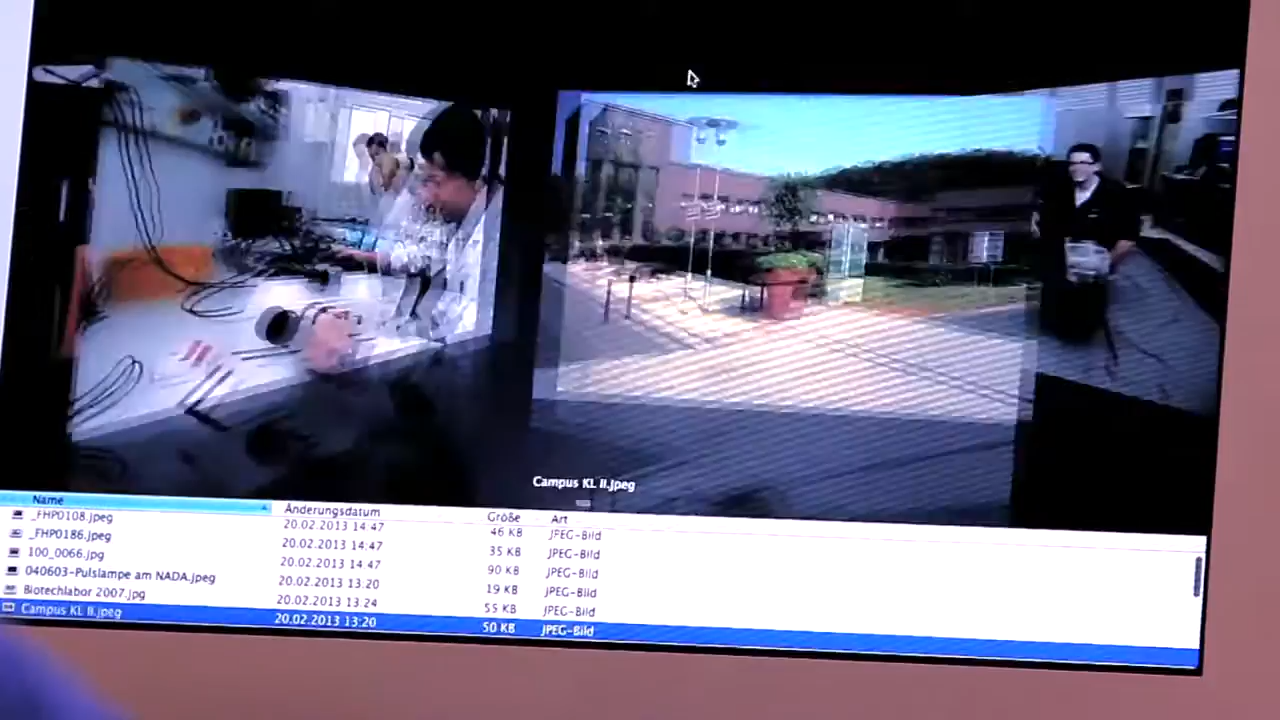 Campus KL II.jpeg
Name Änderungsdatum Größe Art
_FHP0108.jpeg 20.02.2013 14:47 46 KB JPEG-Bild
_FHP0186.jpeg 20.02.2013 14:47 35 KB JPEG-Bild
100_0066.jpg 20.02.2013 14:47 90 KB JPEG-Bild
040603-Pulslampe am NADA.jpeg 20.02.2013 13:20 19 KB JPEG-Bild
Biotechlabor 2007.jpg 20.02.2013 13:24 55 KB JPEG-Bild
Campus KL II.jpeg 20.02.2013 13:20 50 KB JPEG-Bild